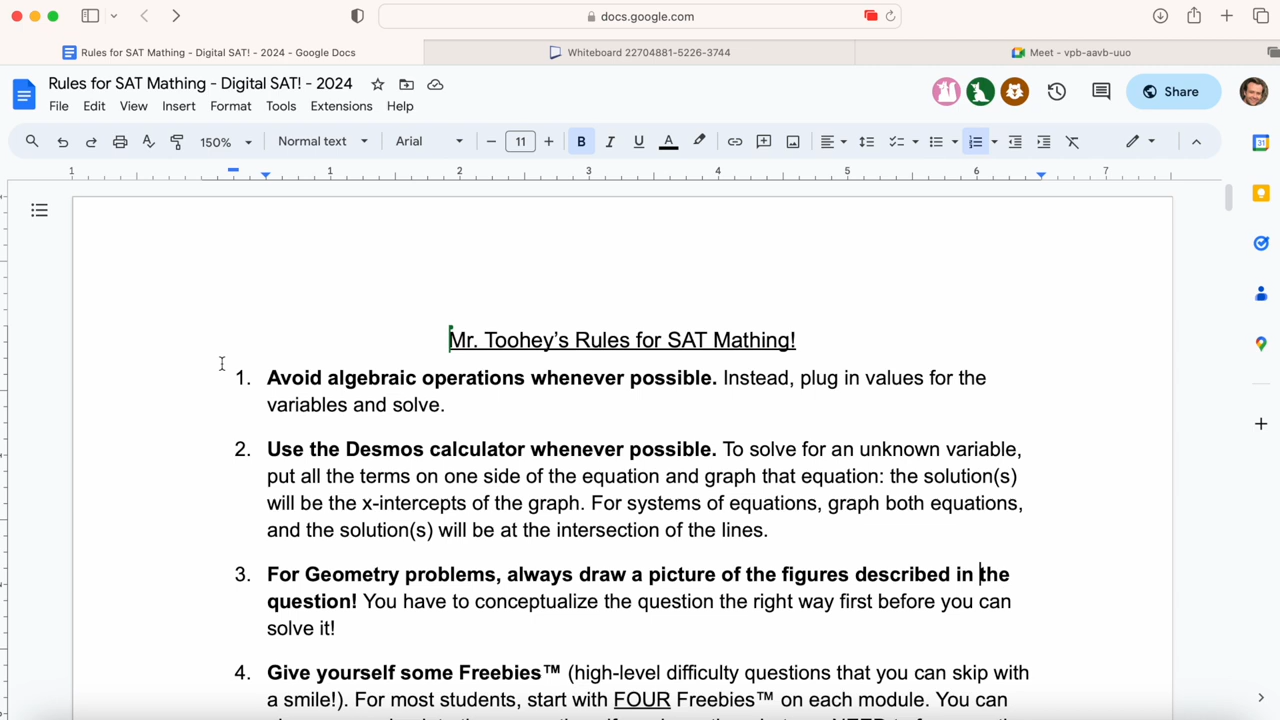 docs.google.com
Rules for SAT Mathing - Digital SAT! - 2024 - Google Docs
Whiteboard 22704881-5226-3744
Meet - vpb-aavb-uuo
Rules for SAT Mathing - Digital SAT! - 2024
File Edit View Insert Format Tools Extensions Help
Share
150% Normal text Arial 11 B I U A
31
1 1 2 3 4 5 6 7
Mr. Toohey’s Rules for SAT Mathing!
1. Avoid algebraic operations whenever possible. Instead, plug in values for the
variables and solve.
2. Use the Desmos calculator whenever possible. To solve for an unknown variable,
put all the terms on one side of the equation and graph that equation: the solution(s)
will be the x-intercepts of the graph. For systems of equations, graph both equations,
and the solution(s) will be at the intersection of the lines.
3. For Geometry problems, always draw a picture of the figures described in the
question! You have to conceptualize the question the right way first before you can
solve it!
4. Give yourself some Freebies™ (high-level difficulty questions that you can skip with
a smile!). For most students, start with FOUR Freebies™ on each module. You can